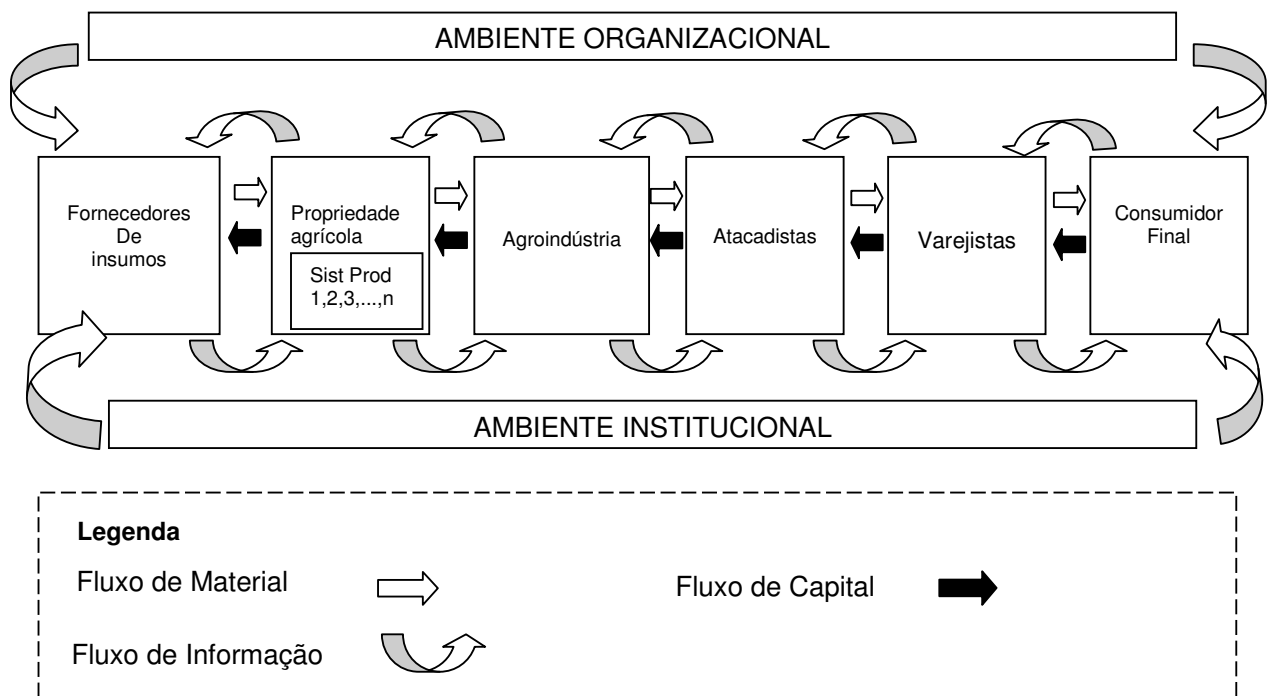 AMBIENTE ORGANIZACIONAL
Fornecedores
De
insumos
Propriedade
agrícola
Sist Prod
1,2,3,...,n
Agroindústria
Atacadistas
Varejistas
Consumidor
Final
AMBIENTE INSTITUCIONAL
Legenda
Fluxo de Material
Fluxo de Capital
Fluxo de Informação